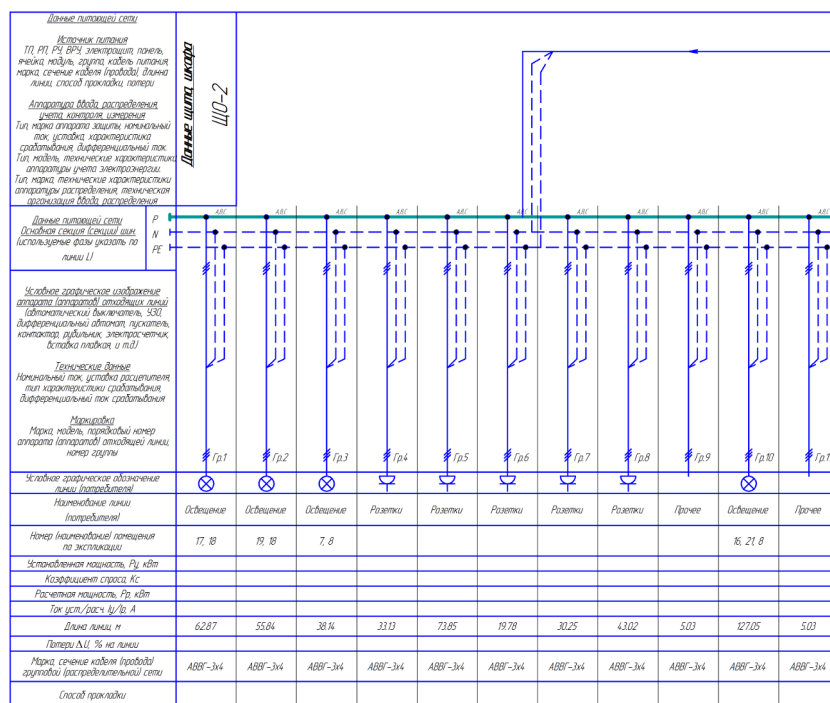 Данные питающей сети
Источник питания
ТП, РП, РУ, ВРУ, электрощит, панель,
ячейка, модуль, группа, кабель питания,
марка, сечение кабеля (провода), длинна
линии, способ прокладки, потери
Аппаратура ввода, распределения,
учета, контроля, измерения
Тип, марка аппарата защиты, номинальный
ток, уставка, характеристика
срабатывания, дифференциальный ток.
Тип, модель, технические характеристики
аппаратуры учета электроэнергии.
Тип, марка, технические характеристики
аппаратуры распределения, техническая
организация ввода, распределения
Данные щита, шкафа
ЩО-2
Данные питающей сети
Основная секция (секции) шин
(используемые фазы указать по
линии L)
P
N
PE
A,B,C A,B,C A,B,C A,B,C A,B,C A,B,C A,B,C A,B,C A,B,C A,B,C A,B,C
Условное графическое изображение
аппарата (аппаратов) отходящих линий
(автоматический выключатель, УЗО,
дифференциальный автомат, пускатель,
контактор, рубильник, электросчетчик,
вставка плавкая, и т.д.)
Технические данные
Номинальный ток, уставка расцепителя,
тип характеристики срабатывания,
дифференциальный ток срабатывания
Маркировка
Марка, модель, порядковый номер
аппарата (аппаратов) отходящей линии,
номер группы
Гр.1 Гр.2 Гр.3 Гр.4 Гр.5 Гр.6 Гр.7 Гр.8 Гр.9 Гр.10 Гр.1
Условное графическое обозначение
линии (потребителя)
Наименование линии
(потребителя)
Освещение Освещение Освещение Розетки Розетки Розетки Розетки Розетки Прочее Освещение Прочее
Номер (наименование) помещения
по экспликации
17, 18 19, 18 7, 8 16, 21, 8
Установленная мощность, Ру, кВт
Коэффициент спроса, Кс
Расчетная мощность, Рр, кВт
Ток уст./расч. Iу/Iр, А
Длина линии, м
62.87 55.84 38.14 33.13 73.85 19.78 30.25 43.02 5.03 127.05 5.03
Потери ΔU, % на линии
Марка, сечение кабеля (провода)
групповой (распределительной) сети
АВВГ-3х4 АВВГ-3х4 АВВГ-3х4 АВВГ-3х4 АВВГ-3х4 АВВГ-3х4 АВВГ-3х4 АВВГ-3х4 АВВГ-3х4 АВВГ-3х4 АВВГ-3х4
Способ прокладки